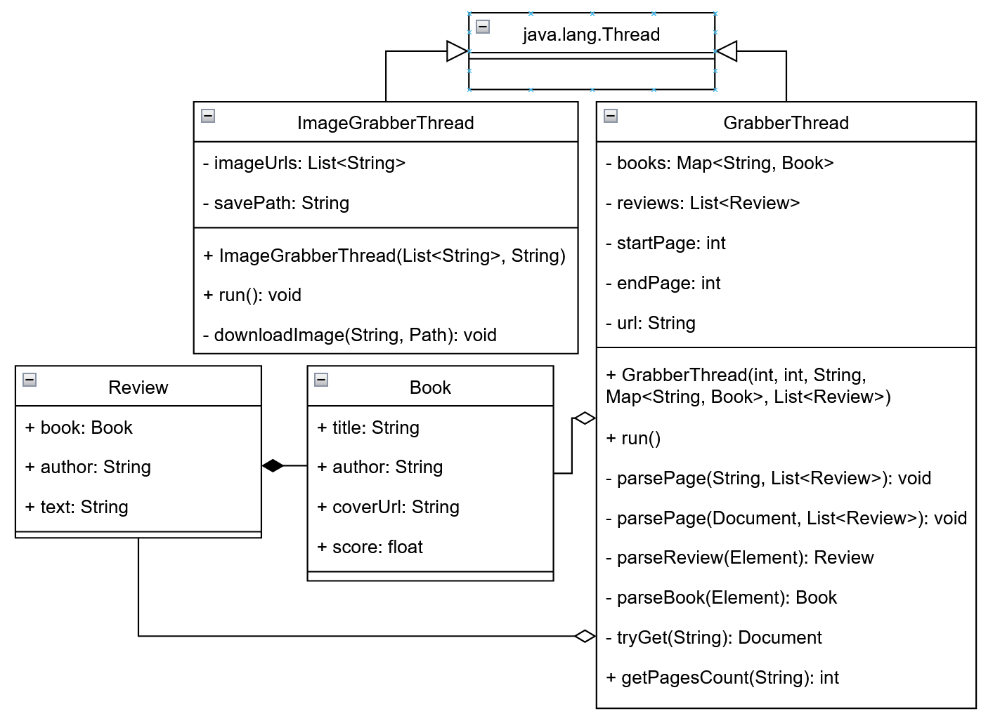 java.lang.Thread
ImageGrabberThread
- imageUrls: List<String>
- savePath: String
+ ImageGrabberThread(List<String>, String)
+ run(): void
- downloadImage(String, Path): void
GrabberThread
- books: Map<String, Book>
- reviews: List<Review>
- startPage: int
- endPage: int
- url: String
+ GrabberThread(int, int, String,
Map<String, Book>, List<Review>)
+ run()
- parsePage(String, List<Review>): void
- parsePage(Document, List<Review>): void
- parseReview(Element): Review
- parseBook(Element): Book
- tryGet(String): Document
+ getPagesCount(String): int
Review
+ book: Book
+ author: String
+ text: String
Book
+ title: String
+ author: String
+ coverUrl: String
+ score: float